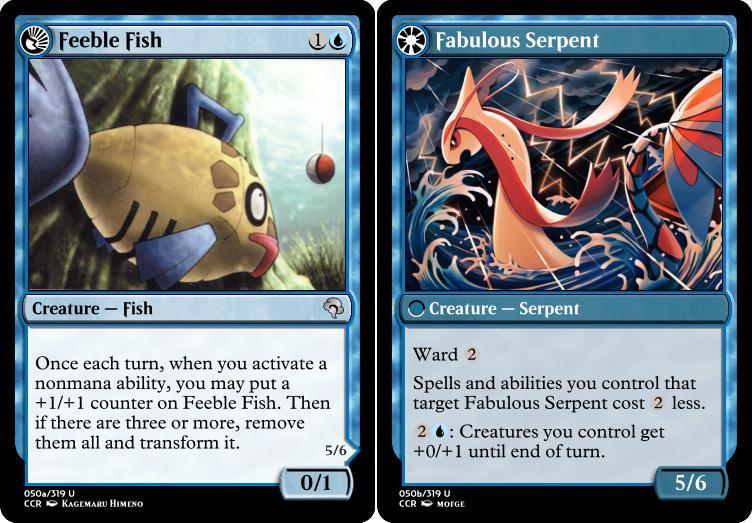 Feeble Fish
1
Creature — Fish
Once each turn, when you activate a
nonmana ability, you may put a
+1/+1 counter on Feeble Fish. Then
if there are three or more, remove
them all and transform it.
5/6
0/1
050a/319 U
CCR Kagemaru Himeno
Fabulous Serpent
Creature — Serpent
Ward 2
Spells and abilities you control that
target Fabulous Serpent cost 2 less.
2 : Creatures you control get
+0/+1 until end of turn.
5/6
050b/319 U
CCR mofge